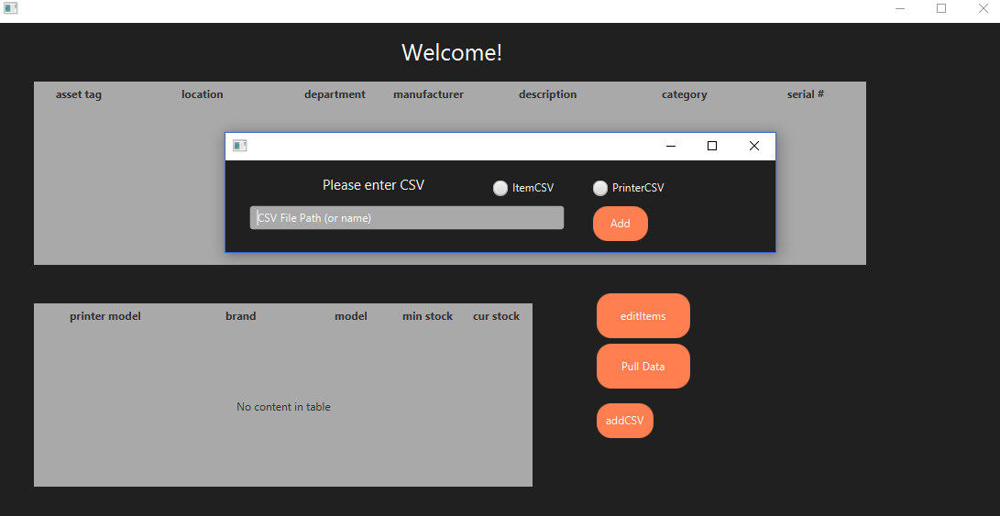 Welcome!
asset tag location department manufacturer description category serial #
Please enter CSV ItemCSV PrinterCSV
CSV File Path (or name) Add
printer model brand model min stock cur stock
No content in table
editItems
Pull Data
addCSV